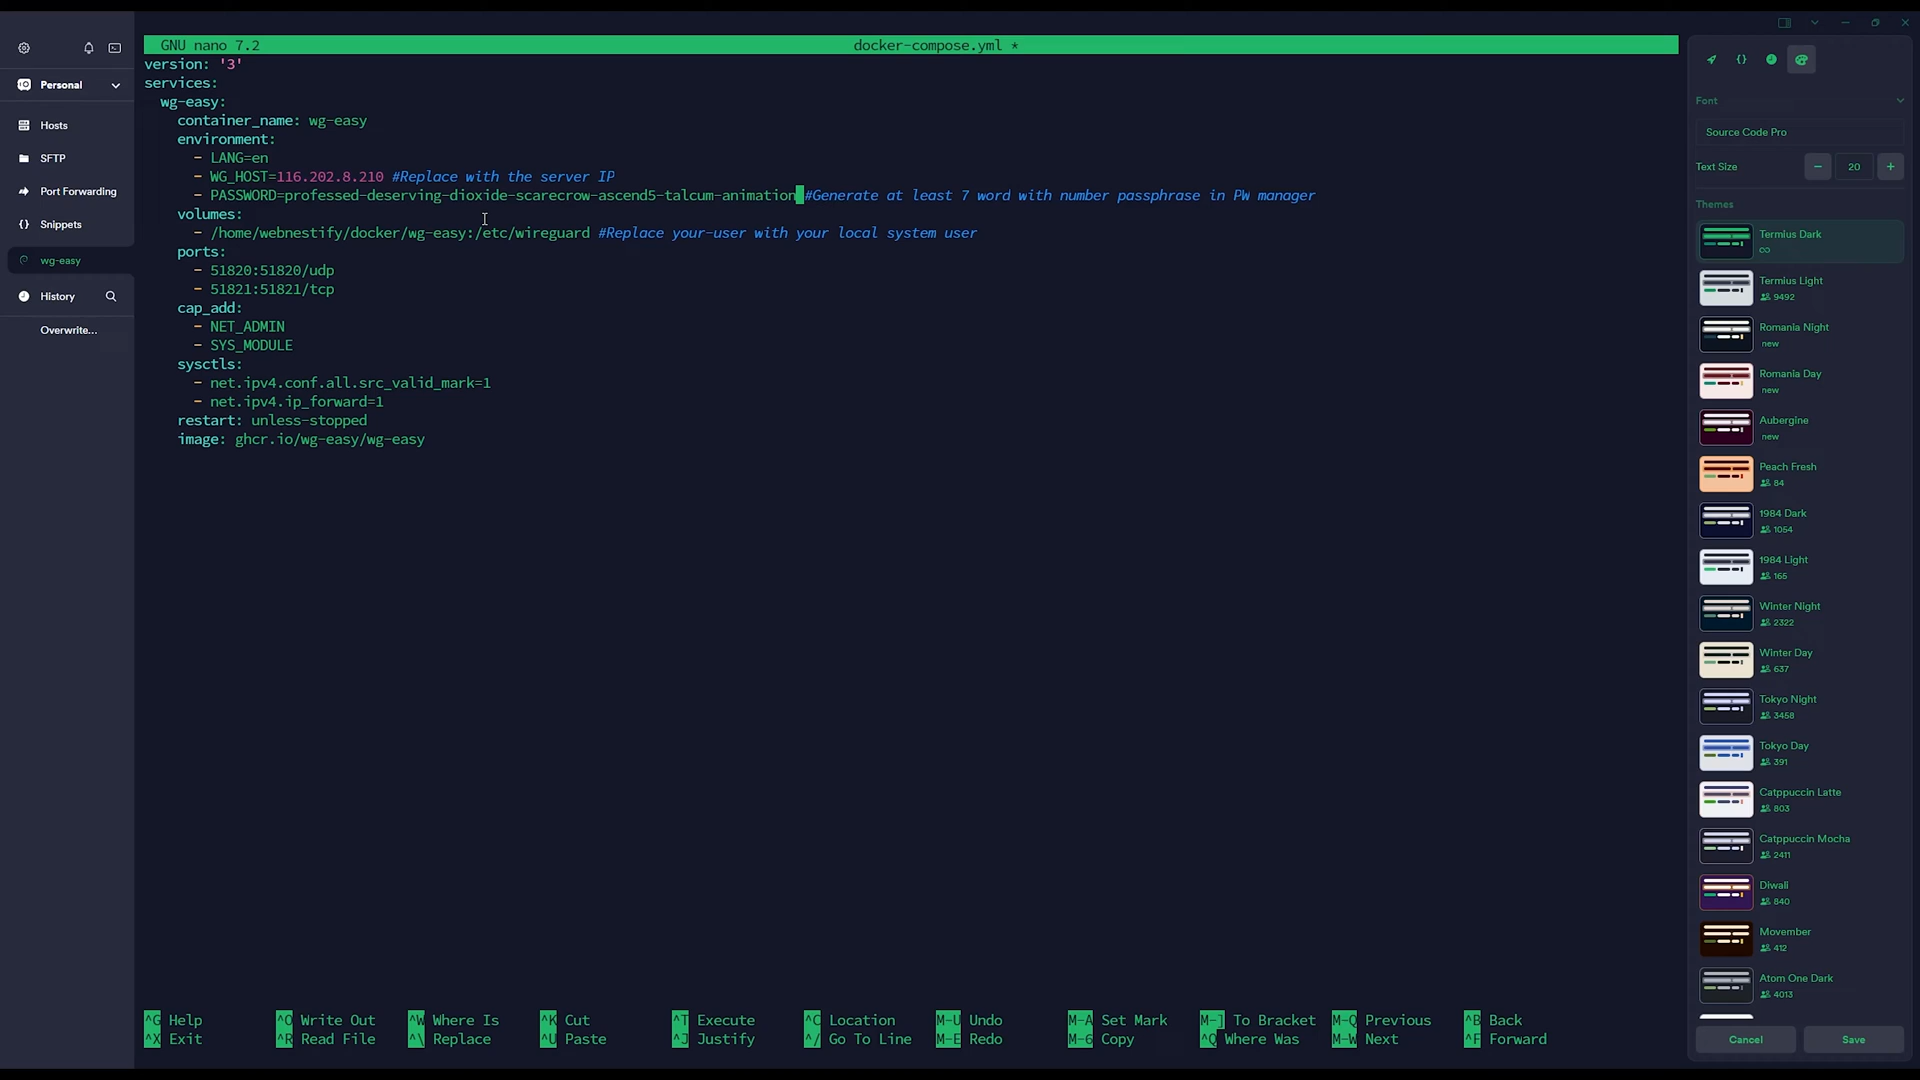 GNU nano 7.2 docker-compose.yml *
version: '3'
services:
wg-easy:
container_name: wg-easy
environment:
- LANG=en
- WG_HOST=116.202.8.210 #Replace with the server IP
- PASSWORD=professed-deserving-dioxide-scarecrow-ascend5-talcum-animation #Generate at least 7 word with number passphrase in PW manager
volumes:
- /home/webnestify/docker/wg-easy:/etc/wireguard #Replace your-user with your local system user
ports:
- 51820:51820/udp
- 51821:51821/tcp
cap_add:
- NET_ADMIN
- SYS_MODULE
sysctls:
- net.ipv4.conf.all.src_valid_mark=1
- net.ipv4.ip_forward=1
restart: unless-stopped
image: ghcr.io/wg-easy/wg-easy
^G Help ^O Write Out ^W Where Is ^K Cut ^T Execute ^C Location M-U Undo M-A Set Mark M-] To Bracket M-Q Previous ^B Back
^X Exit ^R Read File ^\ Replace ^U Paste ^J Justify ^/ Go To Line M-E Redo M-6 Copy ^Q Where Was M-W Next ^F Forward
Personal
Hosts
SFTP
Port Forwarding
{} Snippets
wg-easy
History
Overwrite...
{}
Font
Source Code Pro
Text Size - 20 +
Themes
Termius Dark
∞
Termius Light
9492
Romania Night
new
Romania Day
new
Aubergine
new
Peach Fresh
84
1984 Dark
1054
1984 Light
165
Winter Night
2322
Winter Day
637
Tokyo Night
3458
Tokyo Day
391
Catppuccin Latte
803
Catppuccin Mocha
2411
Diwali
840
Movember
412
Atom One Dark
4013
Cancel Save